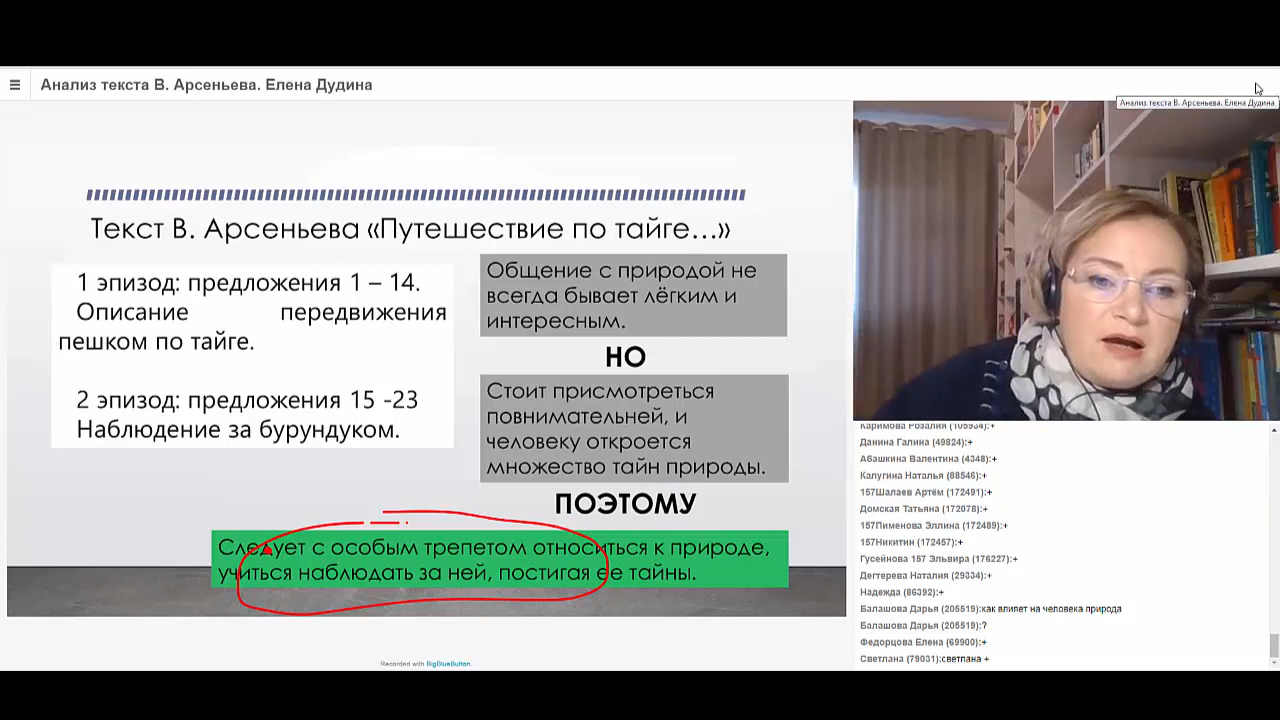 Анализ текста В. Арсеньева. Елена Дудина
Анализ текста В. Арсеньева. Елена Дудина
Текст В. Арсеньева «Путешествие по тайге…»
1 эпизод: предложения 1 – 14.
Описание передвижения
пешком по тайге.
2 эпизод: предложения 15 -23
Наблюдение за бурундуком.
Общение с природой не
всегда бывает лёгким и
интересным.
НО
Стоит присмотреться
повнимательней, и
человеку откроется
множество тайн природы.
ПОЭТОМУ
Следует с особым трепетом относиться к природе,
учиться наблюдать за ней, постигая ее тайны.
Recorded with BigBlueButton.
Каримова Розалия (105934):+
Данина Галина (49824):+
Абашкина Валентина (4348):+
Калугина Наталья (88546):+
157Шалаев Артём (172491):+
Домская Татьяна (172078):+
157Пименова Эллина (172489):+
157Никитин (172457):+
Гусейнова 157 Эльвира (176227):+
Дегтерева Наталия (29334):+
Надежда (86392):+
Балашова Дарья (205519):как влияет на человека природа
Балашова Дарья (205519):?
Федорцова Елена (69900):+
Светлана (79031):светлана +